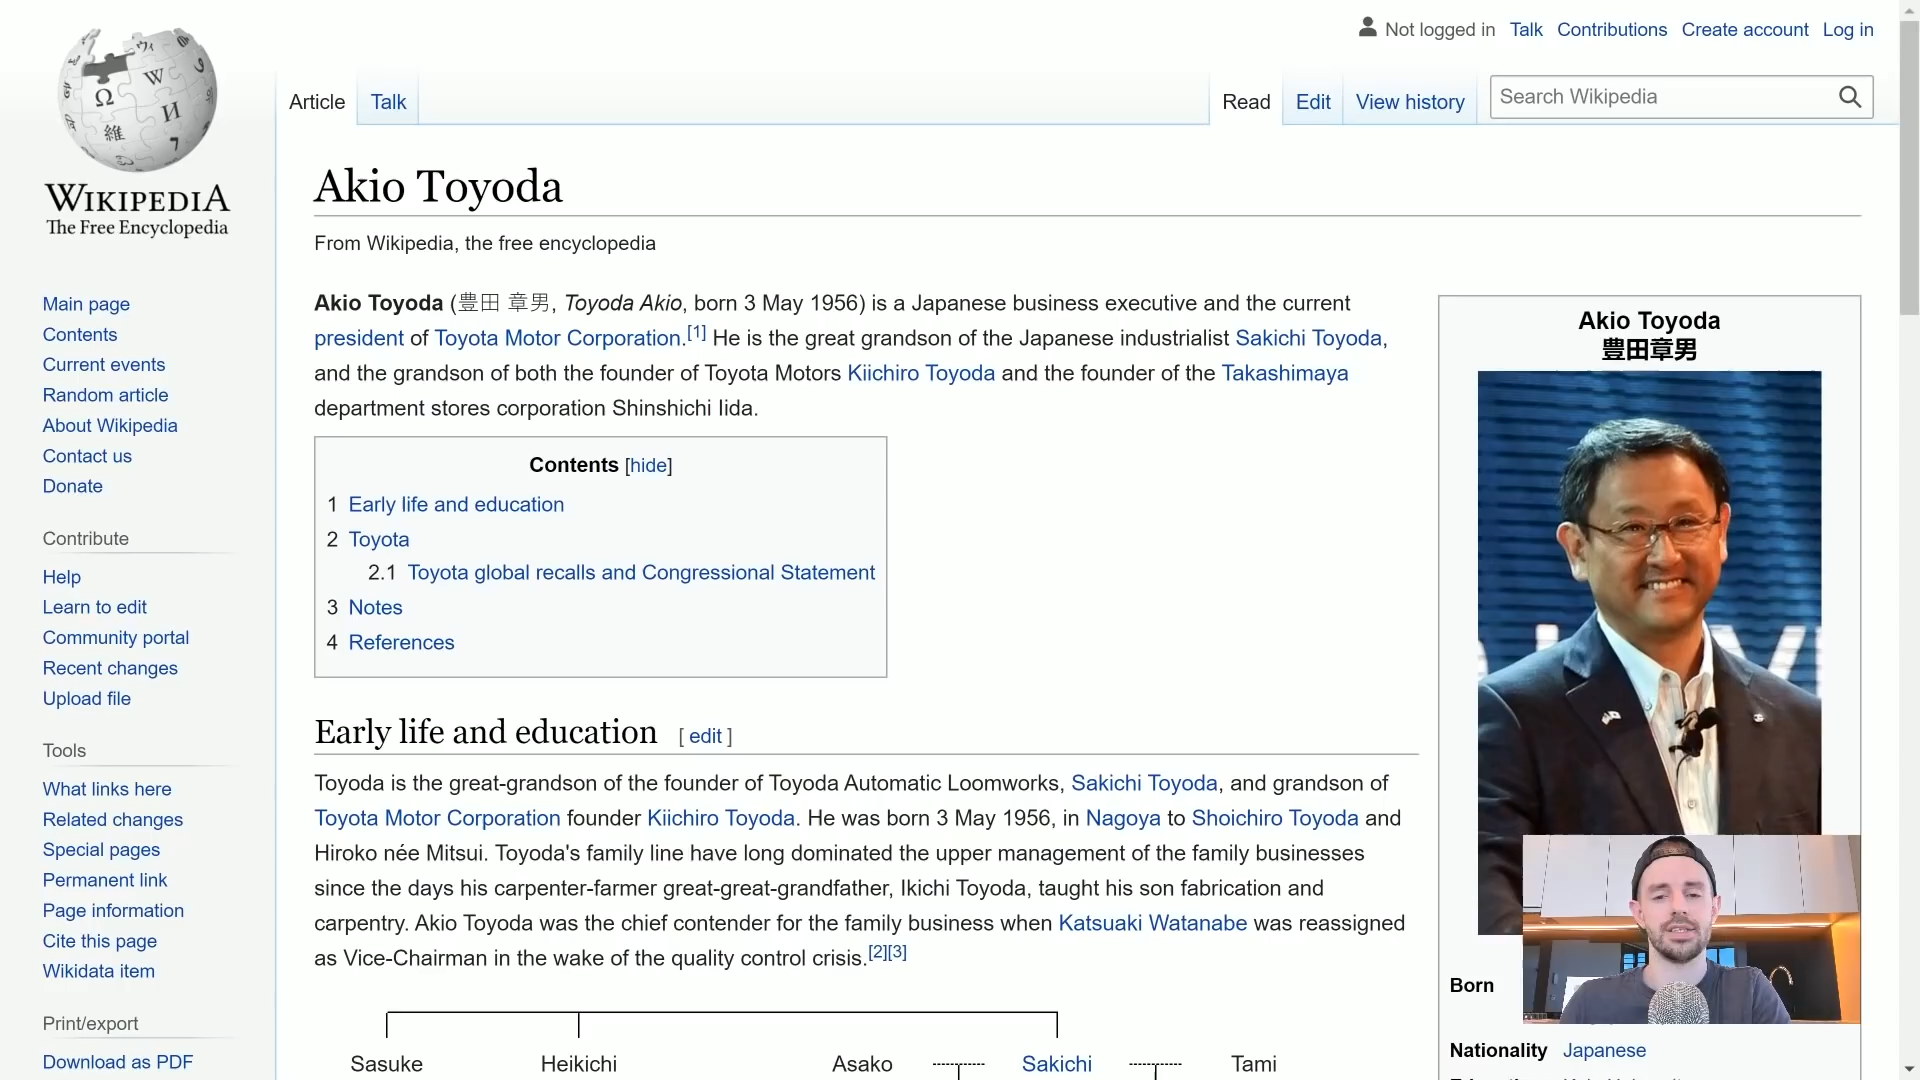 Not logged in Talk Contributions Create account Log in
Article Talk Read Edit View history Search Wikipedia
WIKIPEDIA
The Free Encyclopedia
Main page
Contents
Current events
Random article
About Wikipedia
Contact us
Donate
Contribute
Help
Learn to edit
Community portal
Recent changes
Upload file
Tools
What links here
Related changes
Special pages
Permanent link
Page information
Cite this page
Wikidata item
Print/export
Download as PDF
Akio Toyoda
From Wikipedia, the free encyclopedia
Akio Toyoda (豊田 章男, Toyoda Akio, born 3 May 1956) is a Japanese business executive and the current
president of Toyota Motor Corporation.[1] He is the great grandson of the Japanese industrialist Sakichi Toyoda,
and the grandson of both the founder of Toyota Motors Kiichiro Toyoda and the founder of the Takashimaya
department stores corporation Shinshichi Iida.
Contents [hide]
1 Early life and education
2 Toyota
2.1 Toyota global recalls and Congressional Statement
3 Notes
4 References
Early life and education [ edit ]
Toyoda is the great-grandson of the founder of Toyoda Automatic Loomworks, Sakichi Toyoda, and grandson of
Toyota Motor Corporation founder Kiichiro Toyoda. He was born 3 May 1956, in Nagoya to Shoichiro Toyoda and
Hiroko née Mitsui. Toyoda's family line have long dominated the upper management of the family businesses
since the days his carpenter-farmer great-great-grandfather, Ikichi Toyoda, taught his son fabrication and
carpentry. Akio Toyoda was the chief contender for the family business when Katsuaki Watanabe was reassigned
as Vice-Chairman in the wake of the quality control crisis.[2][3]
Sasuke Heikichi Asako Sakichi Tami
Akio Toyoda
豊田章男
Born
Nationality Japanese